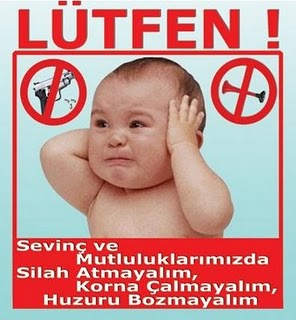 LÜTFEN !
Sevinç ve
Mutluluklarımızda
Silah Atmayalım,
Korna Çalmayalım,
Huzuru Bozmayalım